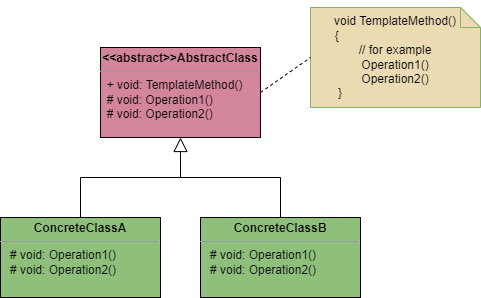 void TemplateMethod()
{
// for example
Operation1()
Operation2()
}
<<abstract>>AbstractClass
+ void: TemplateMethod()
# void: Operation1()
# void: Operation2()
ConcreteClassA
# void: Operation1()
# void: Operation2()
ConcreteClassB
# void: Operation1()
# void: Operation2()